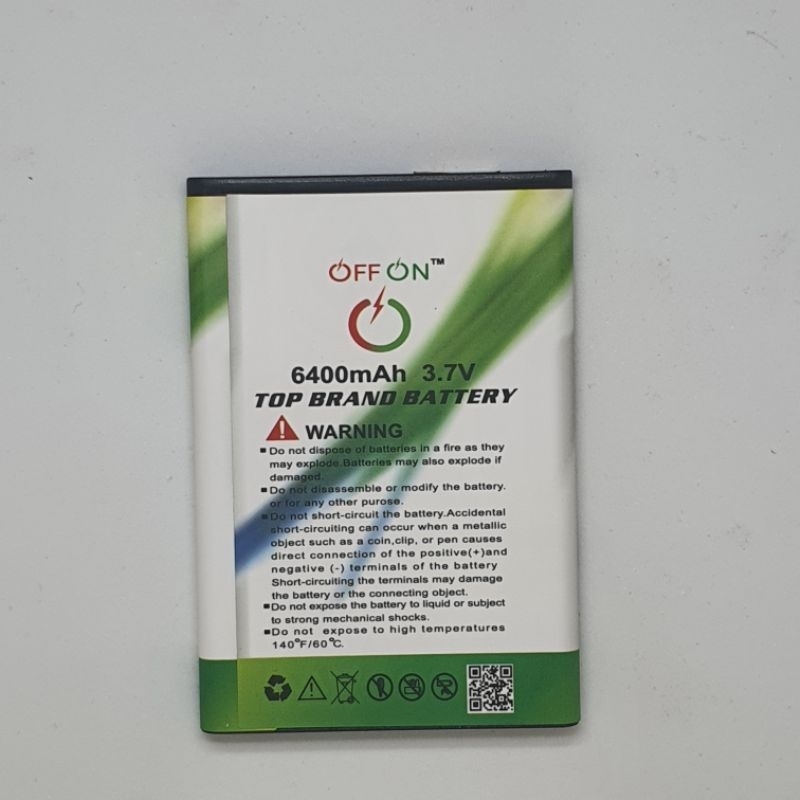 OFF ON™
6400mAh 3.7V
TOP BRAND BATTERY
WARNING
▪Do not dispose of batteries in a fire as they
may explode.Batteries may also explode if
damaged.
▪Do not disassemble or modify the battery.
or for any other purose.
▪Do not short-circuit the battery.Accidental
short-circuiting can occur when a metallic
object such as a coin,clip, or pen causes
direct connection of the positive(+)and
negative (-) terminals of the battery
Short-circuiting the terminals may damage
the battery or the connecting object.
▪Do not expose the battery to liquid or subject
to strong mechanical shocks.
▪Do not expose to high temperatures
140°F/60°C.